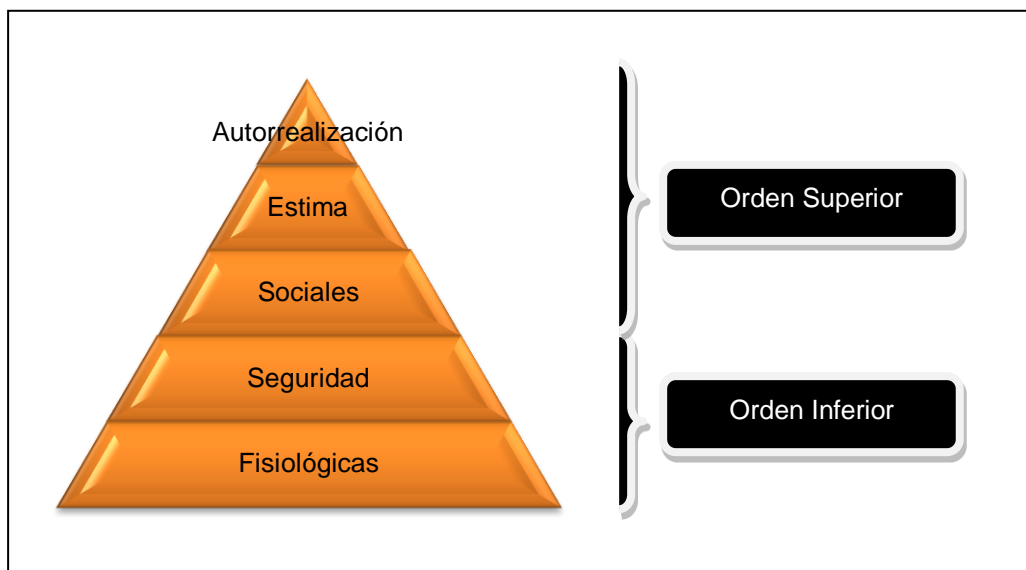 Autorrealización
Estima
Sociales
Seguridad
Fisiológicas
Orden Superior
Orden Inferior